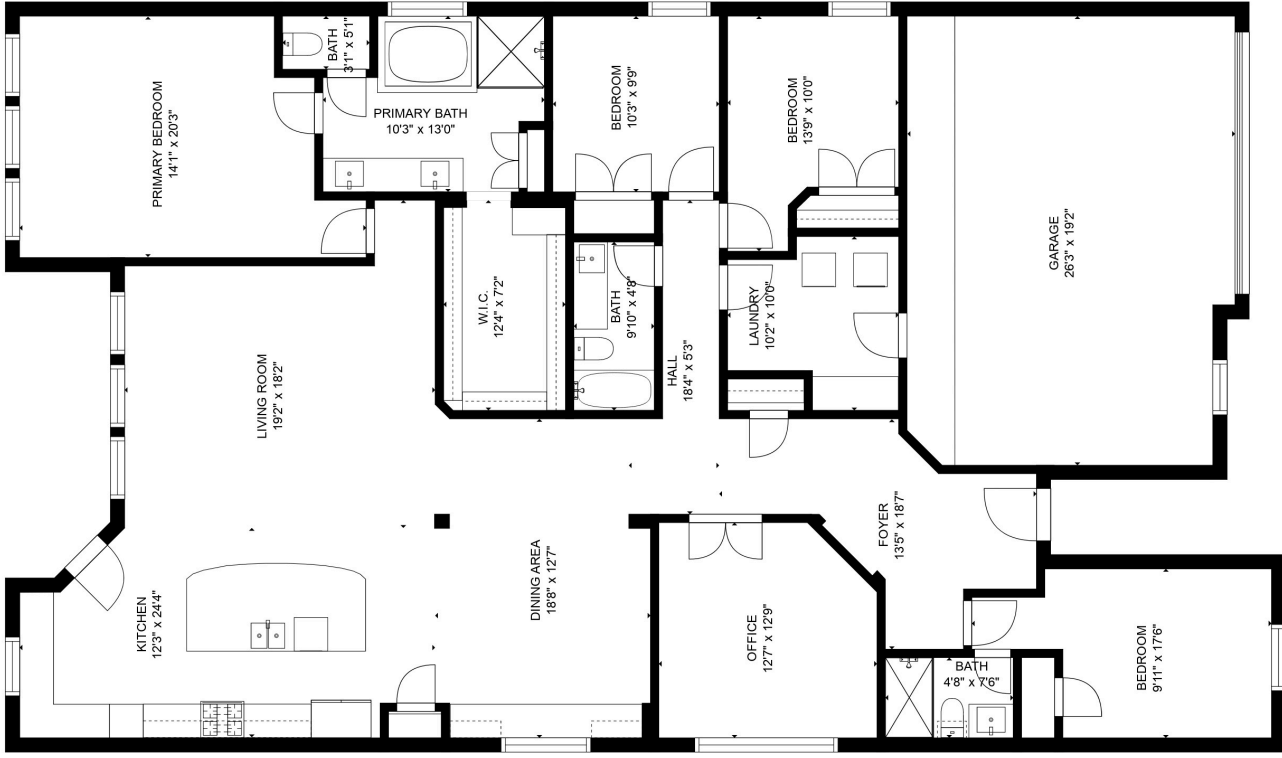 PRIMARY BEDROOM
14'1" x 20'3"
BATH
3'1" x 5'1"
PRIMARY BATH
10'3" x 13'0"
BEDROOM
10'3" x 9'9"
BEDROOM
13'9" x 10'0"
GARAGE
26'3" x 19'2"
W.I.C.
12'4" x 7'2"
BATH
9'10" x 4'8"
HALL
18'4" x 5'3"
LAUNDRY
10'2" x 10'0"
LIVING ROOM
19'2" x 18'2"
FOYER
13'5" x 18'7"
KITCHEN
12'3" x 24'4"
DINING AREA
18'8" x 12'7"
OFFICE
12'7" x 12'9"
BATH
4'8" x 7'6"
BEDROOM
9'11" x 17'6"